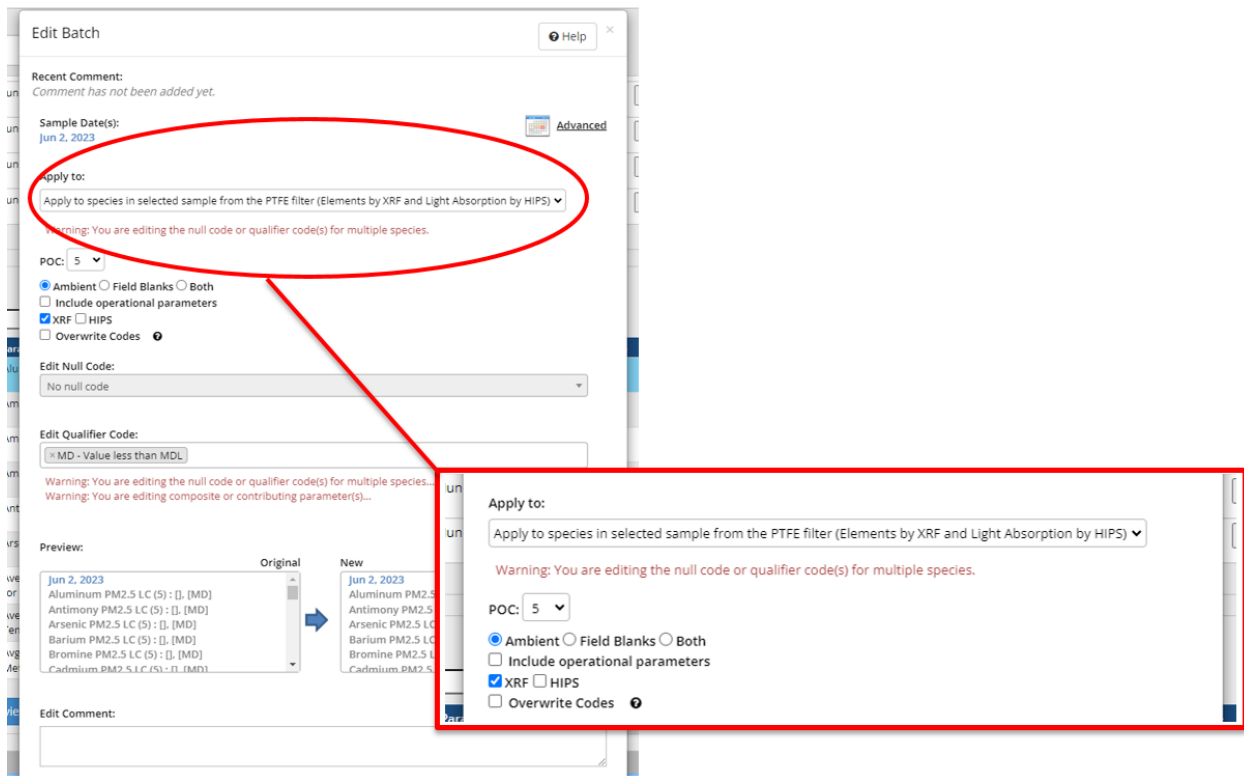 Edit Batch
Help ×
Recent Comment:
Comment has not been added yet.
Sample Date(s):
Jun 2, 2023
Advanced
Apply to:
Apply to species in selected sample from the PTFE filter (Elements by XRF and Light Absorption by HIPS)
Warning: You are editing the null code or qualifier code(s) for multiple species.
POC: 5
Ambient Field Blanks Both
Include operational parameters
XRF HIPS
Overwrite Codes
Edit Null Code:
No null code
Edit Qualifier Code:
× MD - Value less than MDL
Warning: You are editing the null code or qualifier code(s) for multiple species...
Warning: You are editing composite or contributing parameter(s)...
Preview:
Original New
Jun 2, 2023
Aluminum PM2.5 LC (5) : [], [MD]
Antimony PM2.5 LC (5) : [], [MD]
Arsenic PM2.5 LC (5) : [], [MD]
Barium PM2.5 LC (5) : [], [MD]
Bromine PM2.5 LC (5) : [], [MD]
Cadmium PM2.5 LC (5) : [], [MD]
Jun 2, 2023
Aluminum PM2.5
Antimony PM2.5
Arsenic PM2.5 LC
Barium PM2.5 LC
Bromine PM2.5 L
Cadmium PM2.5
Edit Comment:
Apply to:
Apply to species in selected sample from the PTFE filter (Elements by XRF and Light Absorption by HIPS)
Warning: You are editing the null code or qualifier code(s) for multiple species.
POC: 5
Ambient Field Blanks Both
Include operational parameters
XRF HIPS
Overwrite Codes